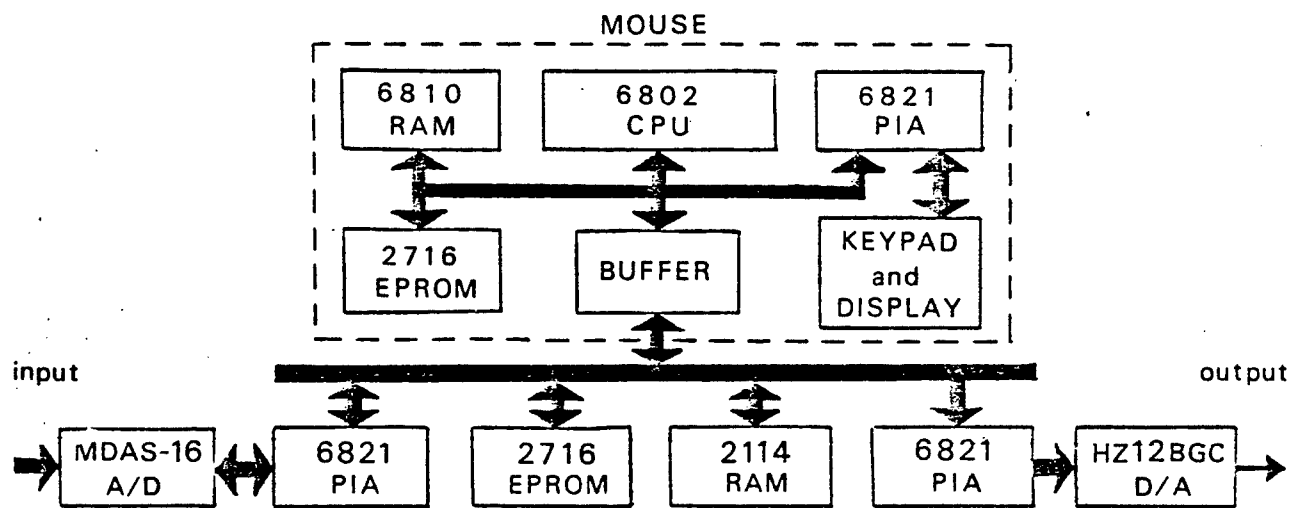 MOUSE
6810
RAM
6802
CPU
6821
PIA
2716
EPROM
BUFFER
KEYPAD
and
DISPLAY
input
output
MDAS-16
A/D
6821
PIA
2716
EPROM
2114
RAM
6821
PIA
HZ12BGC
D/A